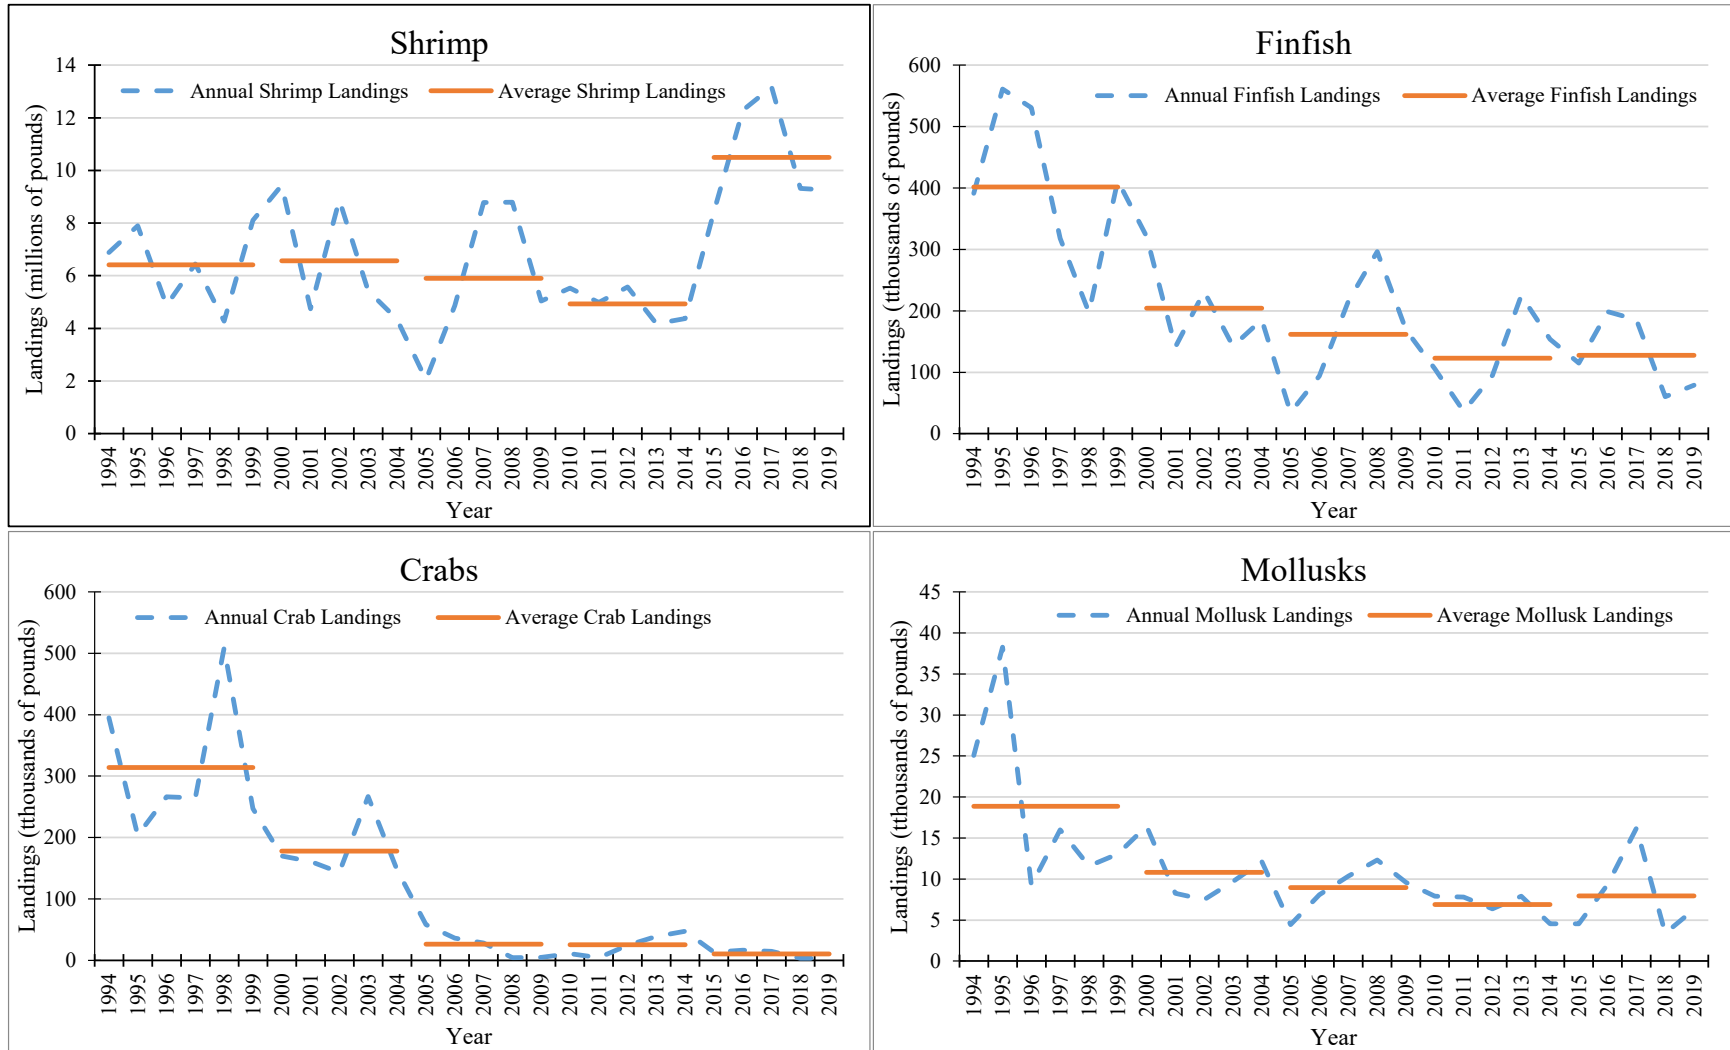 Shrimp
Annual Shrimp Landings
Average Shrimp Landings
Landings (millions of pounds)
14
12
10
8
6
4
2
0
1994 1995 1996 1997 1998 1999 2000 2001 2002 2003 2004 2005 2006 2007 2008 2009 2010 2011 2012 2013 2014 2015 2016 2017 2018 2019
Year
Finfish
Annual Finfish Landings
Average Finfish Landings
Landings (tthousands of pounds)
600
500
400
300
200
100
0
1994 1995 1996 1997 1998 1999 2000 2001 2002 2003 2004 2005 2006 2007 2008 2009 2010 2011 2012 2013 2014 2015 2016 2017 2018 2019
Year
Crabs
Annual Crab Landings
Average Crab Landings
Landings (tthousands of pounds)
600
500
400
300
200
100
0
1994 1995 1996 1997 1998 1999 2000 2001 2002 2003 2004 2005 2006 2007 2008 2009 2010 2011 2012 2013 2014 2015 2016 2017 2018 2019
Year
Mollusks
Annual Mollusk Landings
Average Mollusk Landings
Landings (tthousands of pounds)
45
40
35
30
25
20
15
10
5
0
1994 1995 1996 1997 1998 1999 2000 2001 2002 2003 2004 2005 2006 2007 2008 2009 2010 2011 2012 2013 2014 2015 2016 2017 2018 2019
Year